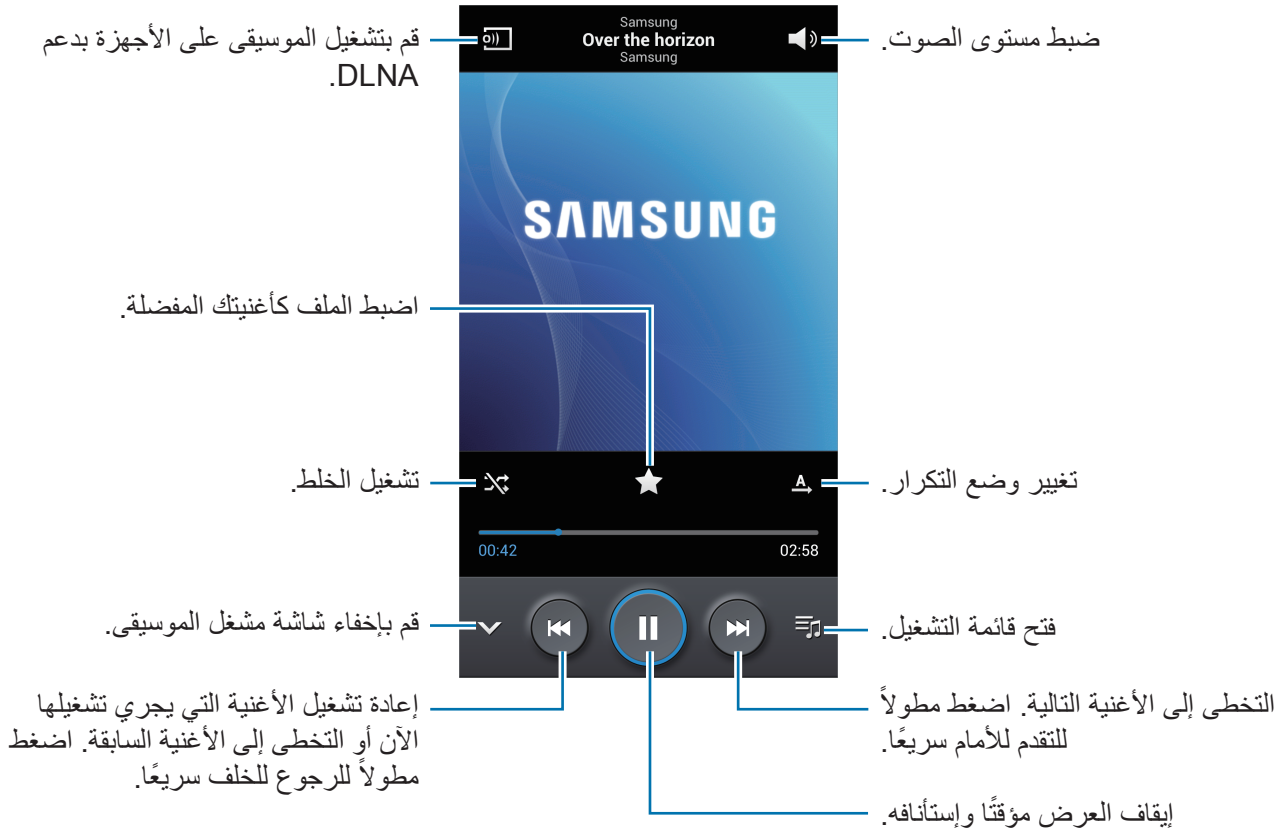 Samsung
Over the horizon
Samsung
ضبط مستوى الصوت.
قم بتشغيل الموسيقى على الأجهزة بدعم
DLNA.
SAMSUNG
اضبط الملف كأغنيتك المفضلة.
تغيير وضع التكرار.
A
تشغيل الخلط.
00:42
02:58
فتح قائمة التشغيل.
قم بإخفاء شاشة مشغل الموسيقى.
التخطى إلى الأغنية التالية. اضغط مطولاً
للتقدم للأمام سريعًا.
إعادة تشغيل الأغنية التي يجري تشغيلها
الآن أو التخطى إلى الأغنية السابقة. اضغط
مطولاً للرجوع للخلف سريعًا.
إيقاف العرض مؤقتًا وإستأنافه.